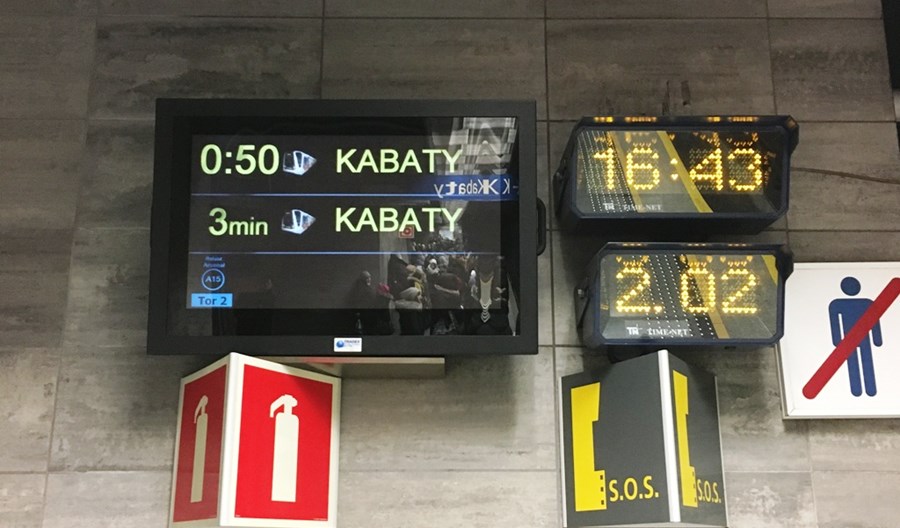 0:50 KABATY
3min KABATY
A15
Tor 2
16:43
TIME-NET
2.02
TIME-NET
S.O.S.
S.O.S.